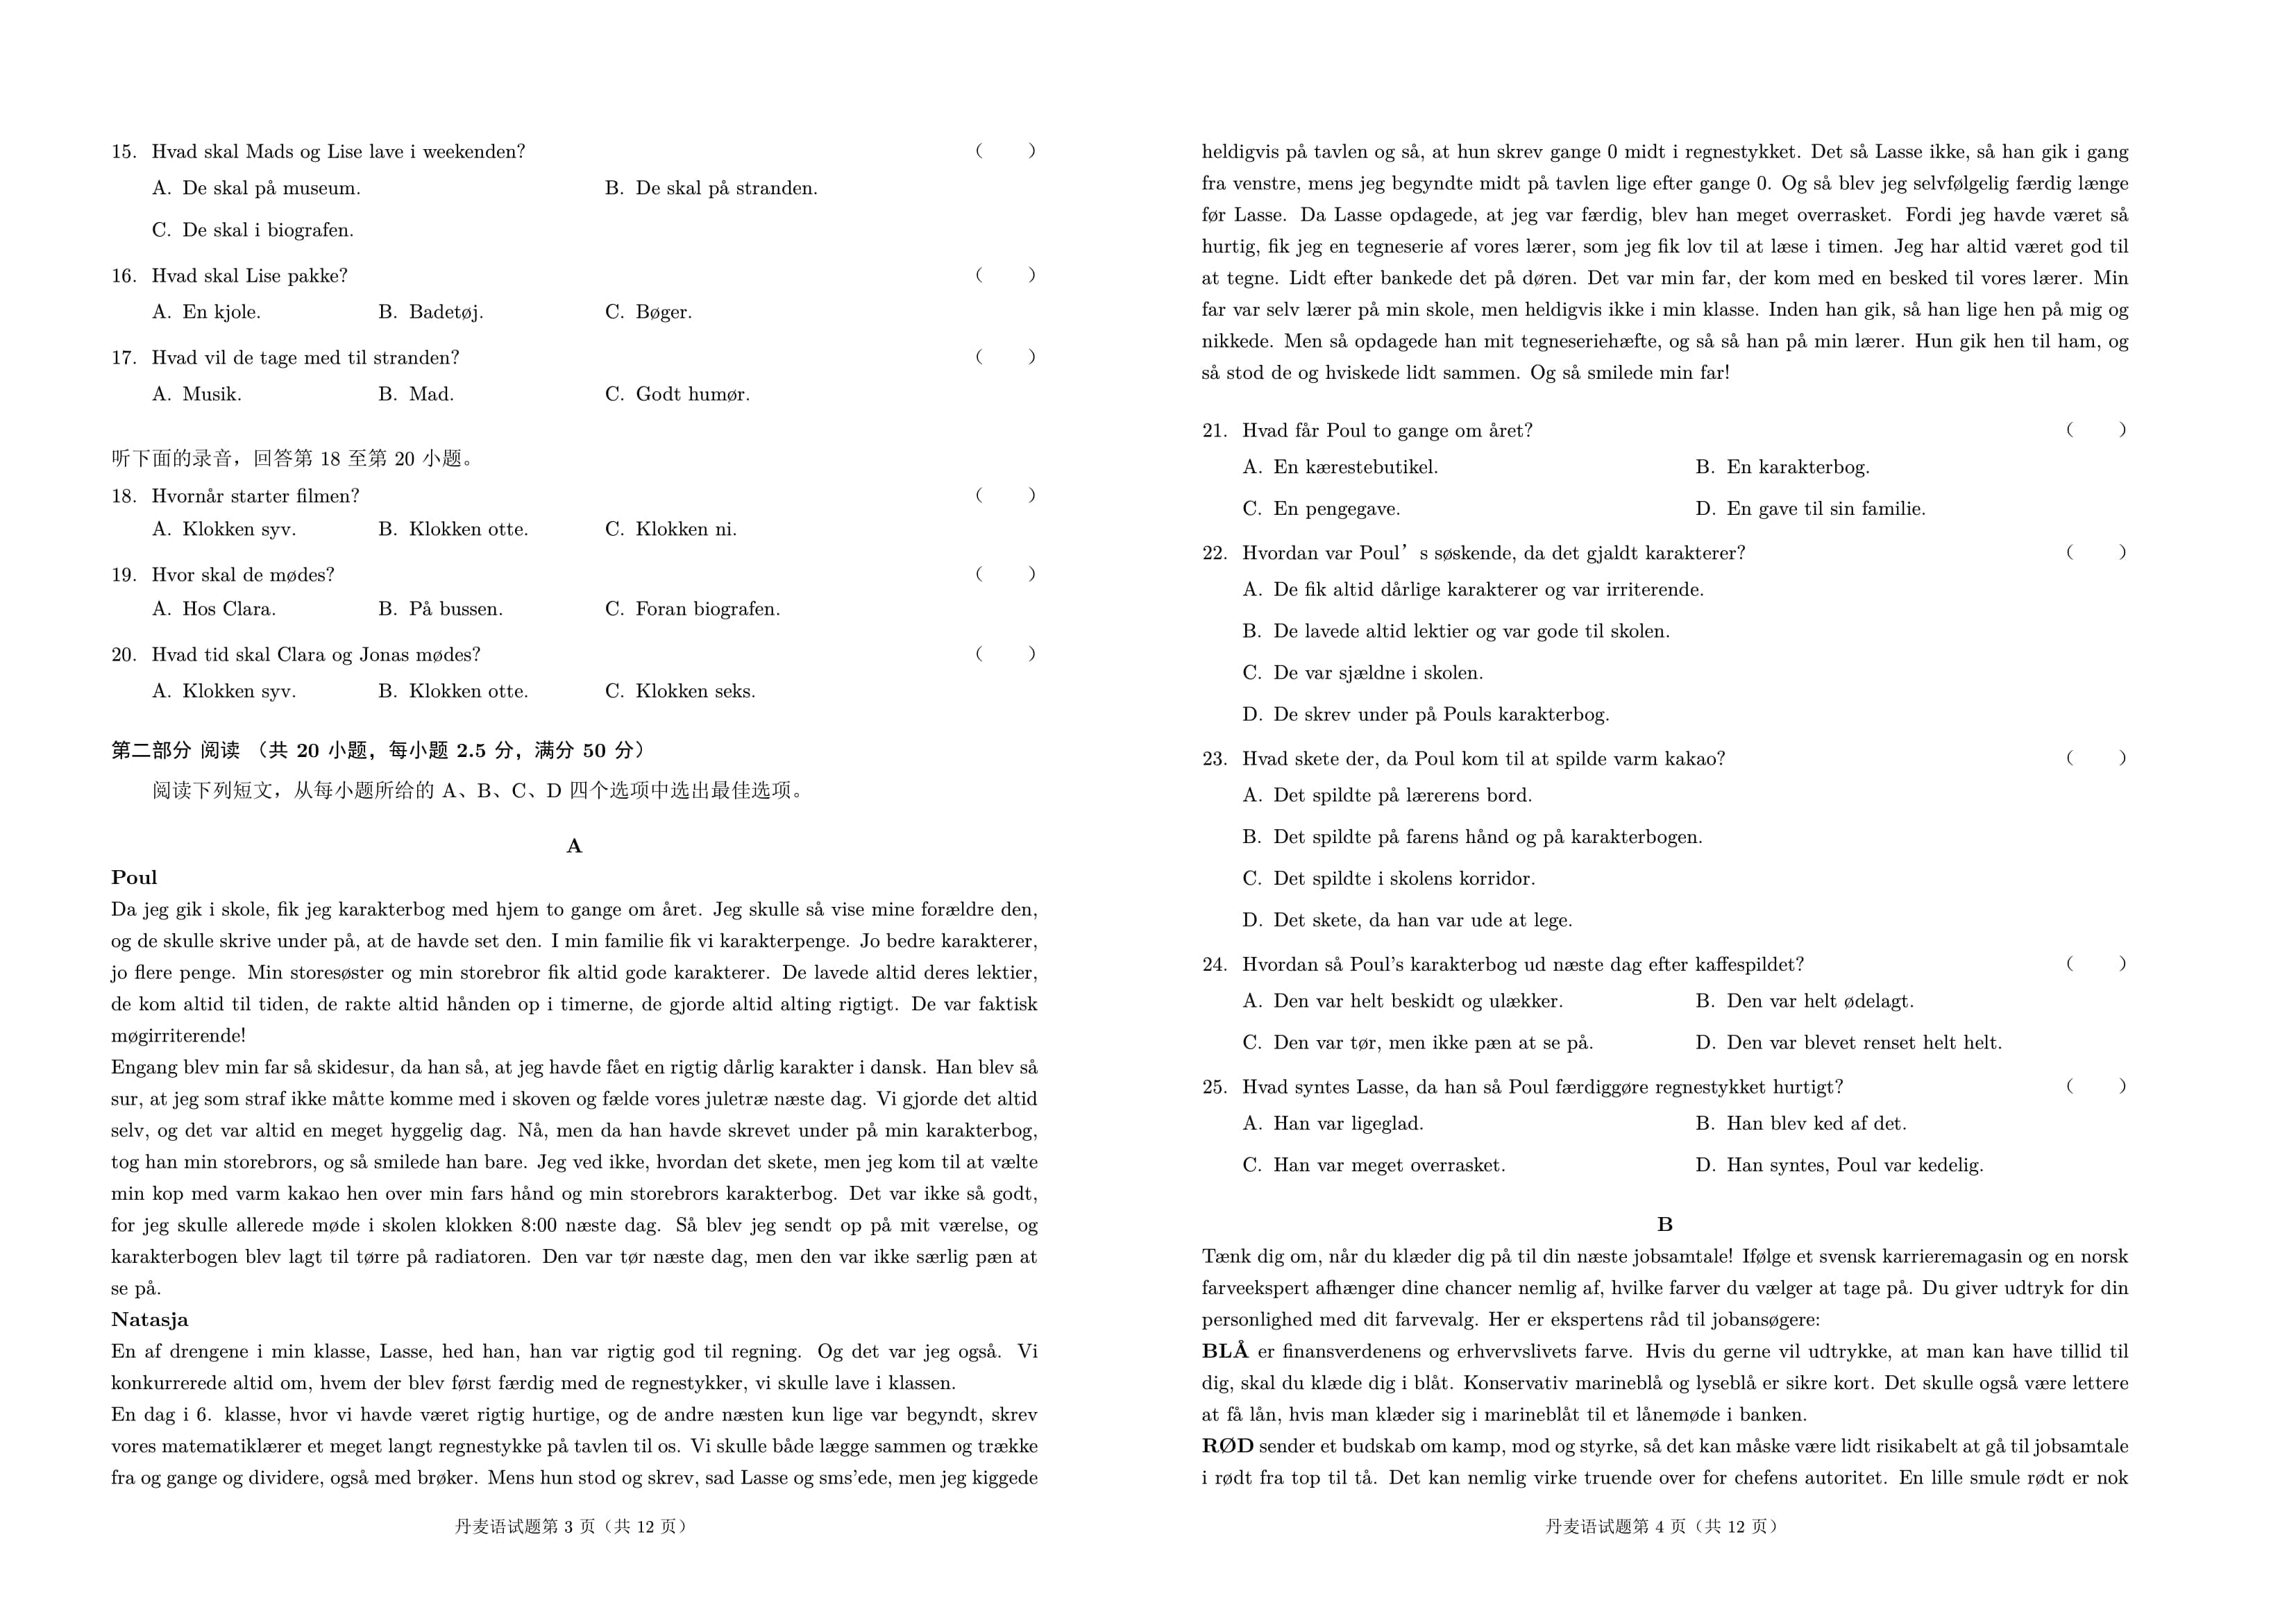 15. Hvad skal Mads og Lise lave i weekenden? （ ）
A. De skal på museum. B. De skal på stranden.
C. De skal i biografen.
16. Hvad skal Lise pakke? （ ）
A. En kjole. B. Badetøj. C. Bøger.
17. Hvad vil de tage med til stranden? （ ）
A. Musik. B. Mad. C. Godt humør.
听下面的录音，回答第 18 至第 20 小题。
18. Hvornår starter filmen? （ ）
A. Klokken syv. B. Klokken otte. C. Klokken ni.
19. Hvor skal de mødes? （ ）
A. Hos Clara. B. På bussen. C. Foran biografen.
20. Hvad tid skal Clara og Jonas mødes? （ ）
A. Klokken syv. B. Klokken otte. C. Klokken seks.
第二部分 阅读 （共 20 小题，每小题 2.5 分，满分 50 分）
阅读下列短文，从每小题所给的 A、B、C、D 四个选项中选出最佳选项。
A
Poul
Da jeg gik i skole, fik jeg karakterbog med hjem to gange om året. Jeg skulle så vise mine forældre den,
og de skulle skrive under på, at de havde set den. I min familie fik vi karakterpenge. Jo bedre karakterer,
jo flere penge. Min storesøster og min storebror fik altid gode karakterer. De lavede altid deres lektier,
de kom altid til tiden, de rakte altid hånden op i timerne, de gjorde altid alting rigtigt. De var faktisk
møgirriterende!
Engang blev min far så skidesur, da han så, at jeg havde fået en rigtig dårlig karakter i dansk. Han blev så
sur, at jeg som straf ikke måtte komme med i skoven og fælde vores juletræ næste dag. Vi gjorde det altid
selv, og det var altid en meget hyggelig dag. Nå, men da han havde skrevet under på min karakterbog,
tog han min storebrors, og så smilede han bare. Jeg ved ikke, hvordan det skete, men jeg kom til at vælte
min kop med varm kakao hen over min fars hånd og min storebrors karakterbog. Det var ikke så godt,
for jeg skulle allerede møde i skolen klokken 8:00 næste dag. Så blev jeg sendt op på mit værelse, og
karakterbogen blev lagt til tørre på radiatoren. Den var tør næste dag, men den var ikke særlig pæn at
se på.
Natasja
En af drengene i min klasse, Lasse, hed han, han var rigtig god til regning. Og det var jeg også. Vi
konkurrerede altid om, hvem der blev først færdig med de regnestykker, vi skulle lave i klassen.
En dag i 6. klasse, hvor vi havde været rigtig hurtige, og de andre næsten kun lige var begyndt, skrev
vores matematiklærer et meget langt regnestykke på tavlen til os. Vi skulle både lægge sammen og trække
fra og gange og dividere, også med brøker. Mens hun stod og skrev, sad Lasse og sms'ede, men jeg kiggede
丹麦语试题第 3 页（共 12 页）
heldigvis på tavlen og så, at hun skrev gange 0 midt i regnestykket. Det så Lasse ikke, så han gik i gang
fra venstre, mens jeg begyndte midt på tavlen lige efter gange 0. Og så blev jeg selvfølgelig færdig længe
før Lasse. Da Lasse opdagede, at jeg var færdig, blev han meget overrasket. Fordi jeg havde været så
hurtig, fik jeg en tegneserie af vores lærer, som jeg fik lov til at læse i timen. Jeg har altid været god til
at tegne. Lidt efter bankede det på døren. Det var min far, der kom med en besked til vores lærer. Min
far var selv lærer på min skole, men heldigvis ikke i min klasse. Inden han gik, så han lige hen på mig og
nikkede. Men så opdagede han mit tegneseriehæfte, og så så han på min lærer. Hun gik hen til ham, og
så stod de og hviskede lidt sammen. Og så smilede min far!
21. Hvad får Poul to gange om året? （ ）
A. En kærestebutikel. B. En karakterbog.
C. En pengegave. D. En gave til sin familie.
22. Hvordan var Poul’s søskende, da det gjaldt karakterer? （ ）
A. De fik altid dårlige karakterer og var irriterende.
B. De lavede altid lektier og var gode til skolen.
C. De var sjældne i skolen.
D. De skrev under på Pouls karakterbog.
23. Hvad skete der, da Poul kom til at spilde varm kakao? （ ）
A. Det spildte på lærerens bord.
B. Det spildte på farens hånd og på karakterbogen.
C. Det spildte i skolens korridor.
D. Det skete, da han var ude at lege.
24. Hvordan så Poul's karakterbog ud næste dag efter kaffespildet? （ ）
A. Den var helt beskidt og ulækker. B. Den var helt ødelagt.
C. Den var tør, men ikke pæn at se på. D. Den var blevet renset helt helt.
25. Hvad syntes Lasse, da han så Poul færdiggøre regnestykket hurtigt? （ ）
A. Han var ligeglad. B. Han blev ked af det.
C. Han var meget overrasket. D. Han syntes, Poul var kedelig.
B
Tænk dig om, når du klæder dig på til din næste jobsamtale! Ifølge et svensk karrieremagasin og en norsk
farveekspert afhænger dine chancer nemlig af, hvilke farver du vælger at tage på. Du giver udtryk for din
personlighed med dit farvevalg. Her er ekspertens råd til jobansøgere:
BLÅ er finansverdenens og erhvervslivets farve. Hvis du gerne vil udtrykke, at man kan have tillid til
dig, skal du klæde dig i blåt. Konservativ marineblå og lyseblå er sikre kort. Det skulle også være lettere
at få lån, hvis man klæder sig i marineblåt til et lånemøde i banken.
RØD sender et budskab om kamp, mod og styrke, så det kan måske være lidt risikabelt at gå til jobsamtale
i rødt fra top til tå. Det kan nemlig virke truende over for chefens autoritet. En lille smule rødt er nok
丹麦语试题第 4 页（共 12 页）